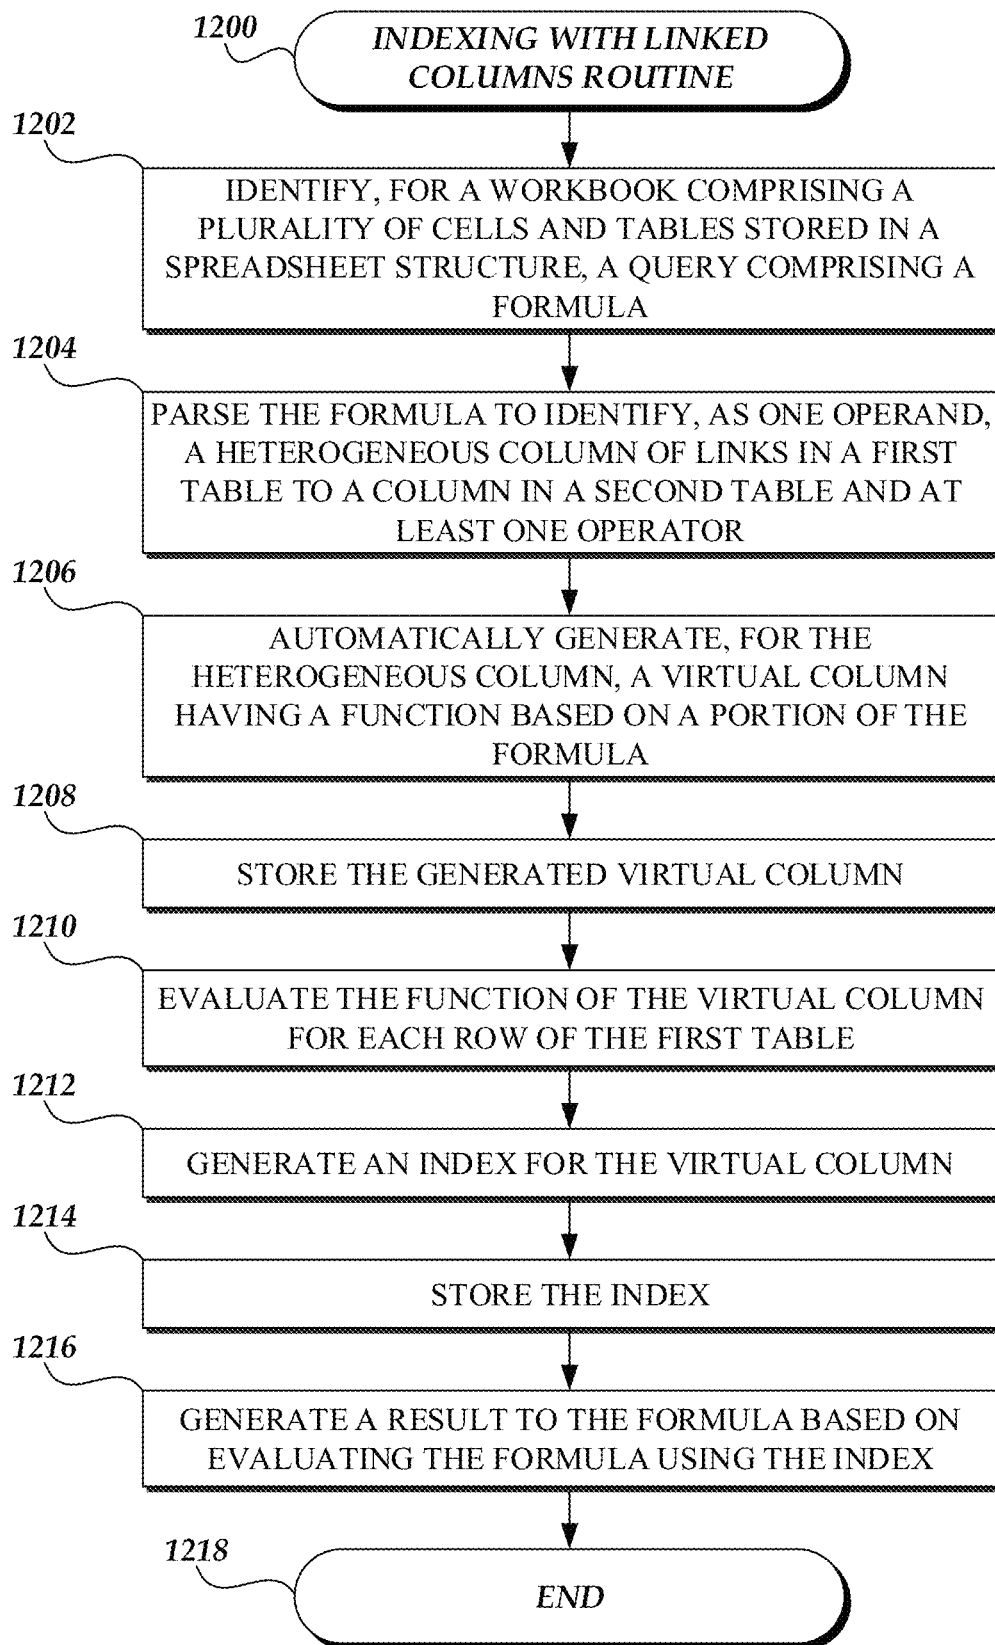 1200
INDEXING WITH LINKED
COLUMNS ROUTINE
1202
IDENTIFY, FOR A WORKBOOK COMPRISING A
PLURALITY OF CELLS AND TABLES STORED IN A
SPREADSHEET STRUCTURE, A QUERY COMPRISING A
FORMULA
1204
PARSE THE FORMULA TO IDENTIFY, AS ONE OPERAND,
A HETEROGENEOUS COLUMN OF LINKS IN A FIRST
TABLE TO A COLUMN IN A SECOND TABLE AND AT
LEAST ONE OPERATOR
1206
AUTOMATICALLY GENERATE, FOR THE
HETEROGENEOUS COLUMN, A VIRTUAL COLUMN
HAVING A FUNCTION BASED ON A PORTION OF THE
FORMULA
1208
STORE THE GENERATED VIRTUAL COLUMN
1210
EVALUATE THE FUNCTION OF THE VIRTUAL COLUMN
FOR EACH ROW OF THE FIRST TABLE
1212
GENERATE AN INDEX FOR THE VIRTUAL COLUMN
1214
STORE THE INDEX
1216
GENERATE A RESULT TO THE FORMULA BASED ON
EVALUATING THE FORMULA USING THE INDEX
1218
END